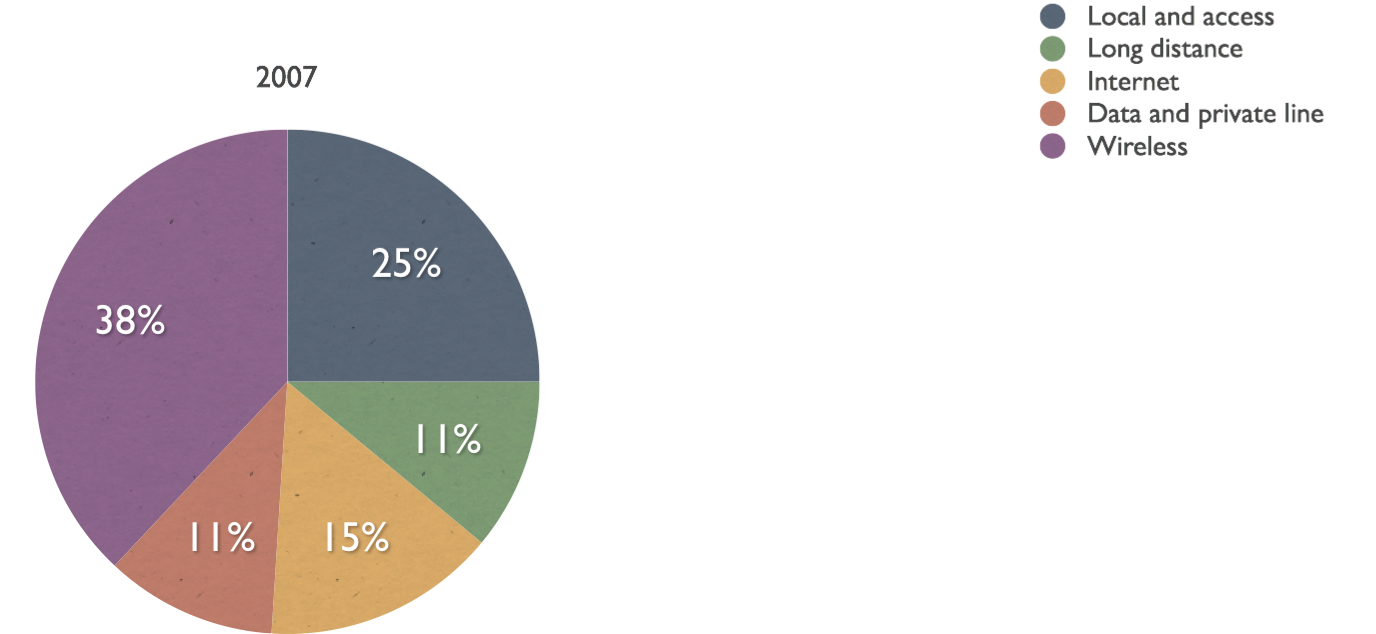 Local and access
Long distance
Internet
Data and private line
Wireless
2007
25%
38%
11%
11%
15%